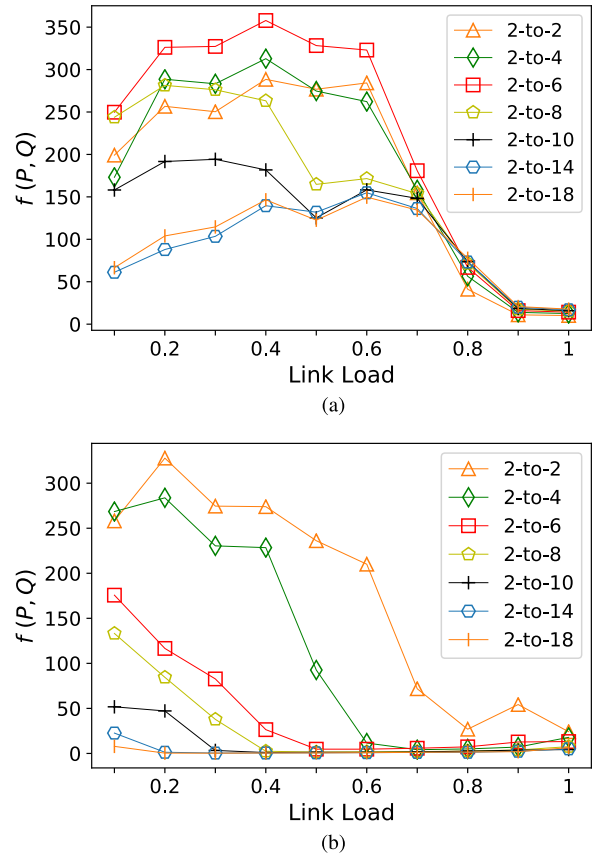 350
300
250
200
150
100
50
0
f (P, Q)
0.2 0.4 0.6 0.8 1
Link Load
2-to-2
2-to-4
2-to-6
2-to-8
2-to-10
2-to-14
2-to-18
(a)
300
250
200
150
100
50
0
f (P, Q)
0.2 0.4 0.6 0.8 1
Link Load
2-to-2
2-to-4
2-to-6
2-to-8
2-to-10
2-to-14
2-to-18
(b)